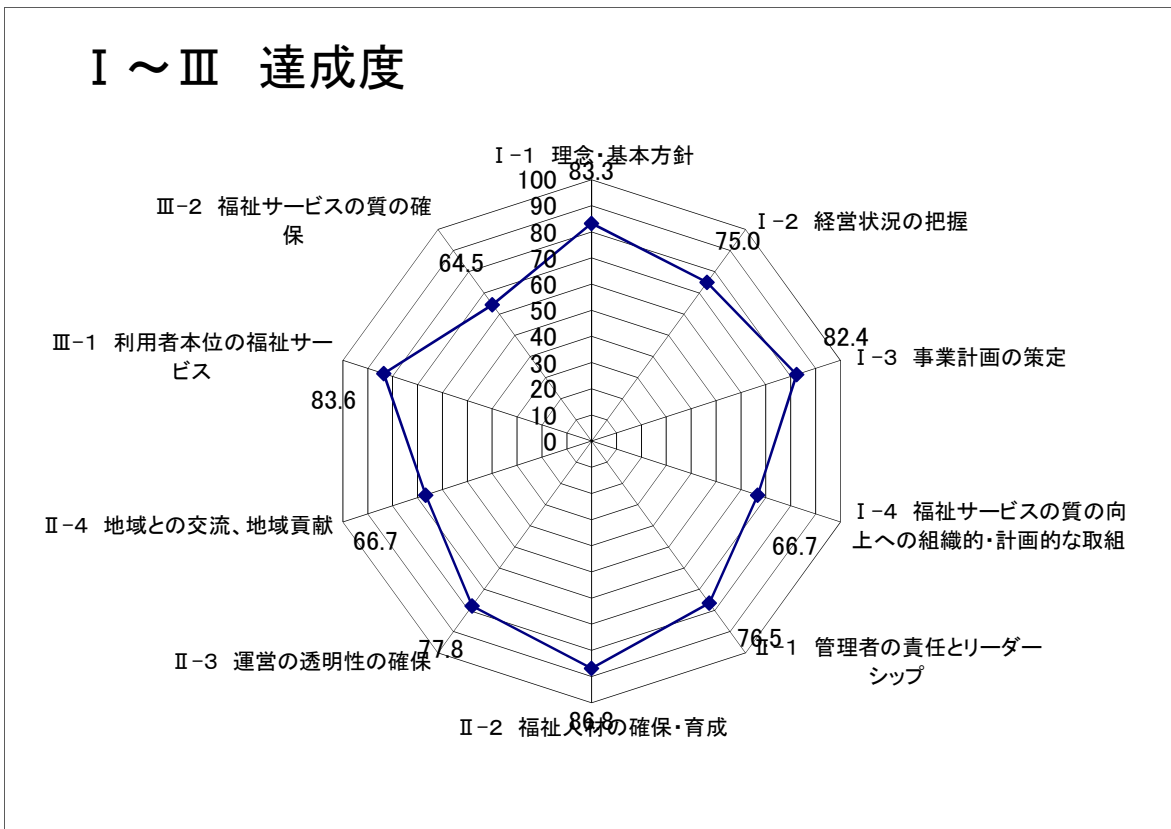 Ⅰ～Ⅲ 達成度
Ⅰ-1 理念・基本方針
83.3
Ⅰ-2 経営状況の把握
75.0
82.4
Ⅰ-3 事業計画の策定
Ⅰ-4 福祉サービスの質の向
上への組織的・計画的な取組
66.7
76.5
Ⅱ-1 管理者の責任とリーダー
シップ
86.8
Ⅱ-2 福祉人材の確保・育成
Ⅱ-3 運営の透明性の確保
77.8
Ⅱ-4 地域との交流、地域貢献
66.7
Ⅲ-1 利用者本位の福祉サー
ビス
83.6
Ⅲ-2 福祉サービスの質の確
保
64.5
100
90
80
70
60
50
40
30
20
10
0